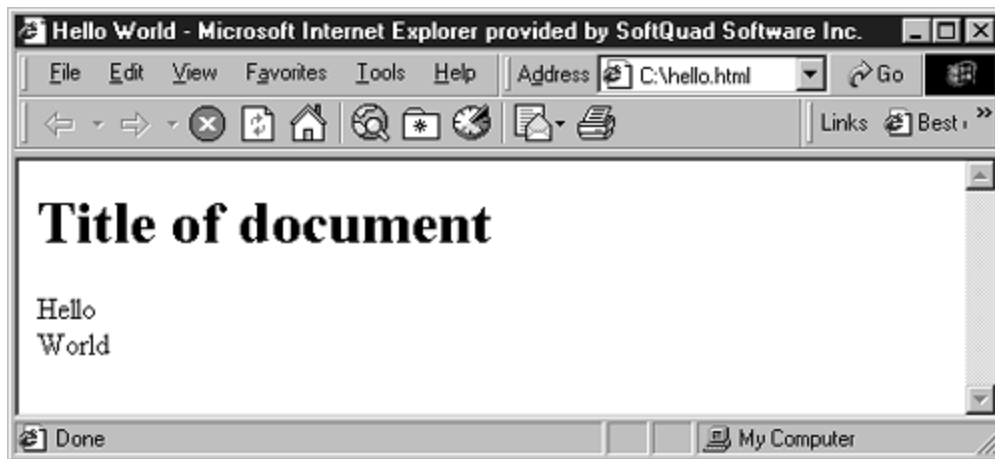 Hello World - Microsoft Internet Explorer provided by SoftQuad Software Inc.
File Edit View Favorites Tools Help Address C:\hello.html Go
Links Best
Title of document
Hello
World
Done My Computer